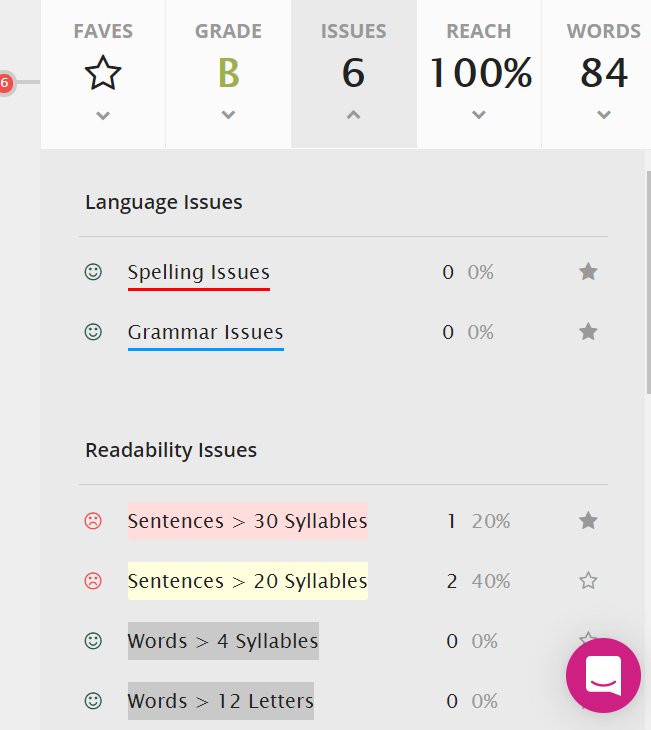 FAVES GRADE ISSUES REACH WORDS
B 6 100% 84
6
Language Issues
Spelling Issues 0 0%
Grammar Issues 0 0%
Readability Issues
Sentences > 30 Syllables 1 20%
Sentences > 20 Syllables 2 40%
Words > 4 Syllables 0 0%
Words > 12 Letters 0 0%